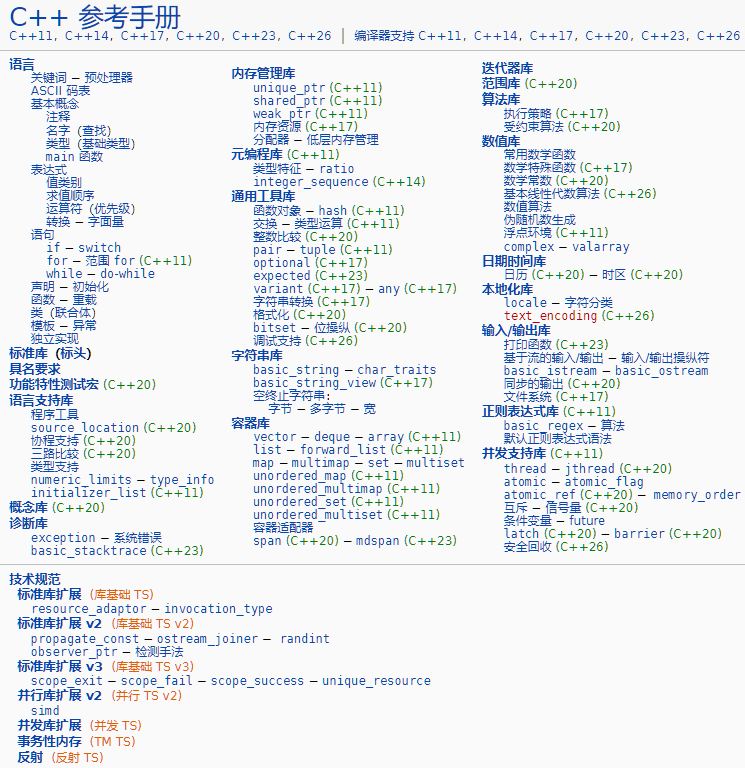 C++ 参考手册
C++11, C++14, C++17, C++20, C++23, C++26 │ 编译器支持 C++11, C++14, C++17, C++20, C++23, C++26
语言
关键词 − 预处理器
ASCII 码表
基本概念
注释
名字（查找）
类型（基础类型）
main 函数
表达式
值类别
求值顺序
运算符（优先级）
转换 − 字面量
语句
if − switch
for − 范围 for (C++11)
while − do-while
声明 − 初始化
函数 − 重载
类（联合体）
模板 − 异常
独立实现
标准库（标头）
具名要求
功能特性测试宏 (C++20)
语言支持库
程序工具
source_location (C++20)
协程支持 (C++20)
三路比较 (C++20)
类型支持
numeric_limits − type_info
initializer_list (C++11)
概念库 (C++20)
诊断库
exception − 系统错误
basic_stacktrace (C++23)
内存管理库
unique_ptr (C++11)
shared_ptr (C++11)
weak_ptr (C++11)
内存资源 (C++17)
分配器 − 低层内存管理
元编程库 (C++11)
类型特征 − ratio
integer_sequence (C++14)
通用工具库
函数对象 − hash (C++11)
交换 − 类型运算 (C++11)
整数比较 (C++20)
pair − tuple (C++11)
optional (C++17)
expected (C++23)
variant (C++17) − any (C++17)
字符串转换 (C++17)
格式化 (C++20)
bitset − 位操纵 (C++20)
调试支持 (C++26)
字符串库
basic_string − char_traits
basic_string_view (C++17)
空终止字符串:
字节 − 多字节 − 宽
容器库
vector − deque − array (C++11)
list − forward_list (C++11)
map − multimap − set − multiset
unordered_map (C++11)
unordered_multimap (C++11)
unordered_set (C++11)
unordered_multiset (C++11)
容器适配器
span (C++20) − mdspan (C++23)
迭代器库
范围库 (C++20)
算法库
执行策略 (C++17)
受约束算法 (C++20)
数值库
常用数学函数
数学特殊函数 (C++17)
数学常数 (C++20)
基本线性代数算法 (C++26)
数值算法
伪随机数生成
浮点环境 (C++11)
complex − valarray
日期时间库
日历 (C++20) − 时区 (C++20)
本地化库
locale − 字符分类
text_encoding (C++26)
输入/输出库
打印函数 (C++23)
基于流的输入/输出 − 输入/输出操纵符
basic_istream − basic_ostream
同步的输出 (C++20)
文件系统 (C++17)
正则表达式库 (C++11)
basic_regex − 算法
默认正则表达式语法
并发支持库 (C++11)
thread − jthread (C++20)
atomic − atomic_flag
atomic_ref (C++20) − memory_order
互斥 − 信号量 (C++20)
条件变量 − future
latch (C++20) − barrier (C++20)
安全回收 (C++26)
技术规范
标准库扩展（库基础 TS)
resource_adaptor − invocation_type
标准库扩展 v2（库基础 TS v2)
propagate_const − ostream_joiner − randint
observer_ptr − 检测手法
标准库扩展 v3（库基础 TS v3)
scope_exit − scope_fail − scope_success − unique_resource
并行库扩展 v2（并行 TS v2)
simd
并发库扩展（并发 TS)
事务性内存 (TM TS)
反射（反射 TS)